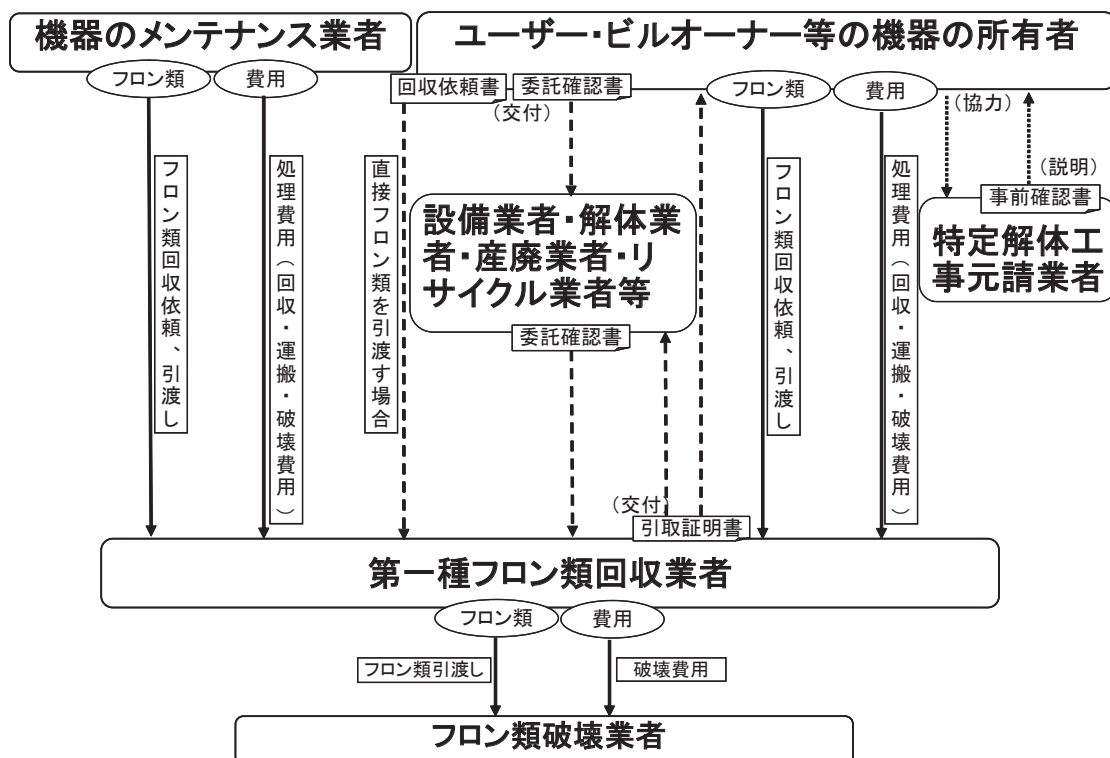 機器のメンテナンス業者
ユーザー・ビルオーナー等の機器の所有者
フロン類
費用
回収依頼書
委託確認書
フロン類
費用
(交付)
(協力)
(説明)
フロン類回収依頼、引渡し
処理費用(回収・運搬・破壊費用)
直接フロン類を引渡す場合
設備業者・解体業
者・産廃業者・リ
サイクル業者等
委託確認書
フロン類回収依頼、引渡し
処理費用(回収・運搬・破壊費用)
事前確認書
特定解体工
事元請業者
(交付)
引取証明書
第一種フロン類回収業者
フロン類
費用
フロン類引渡し
破壊費用
フロン類破壊業者